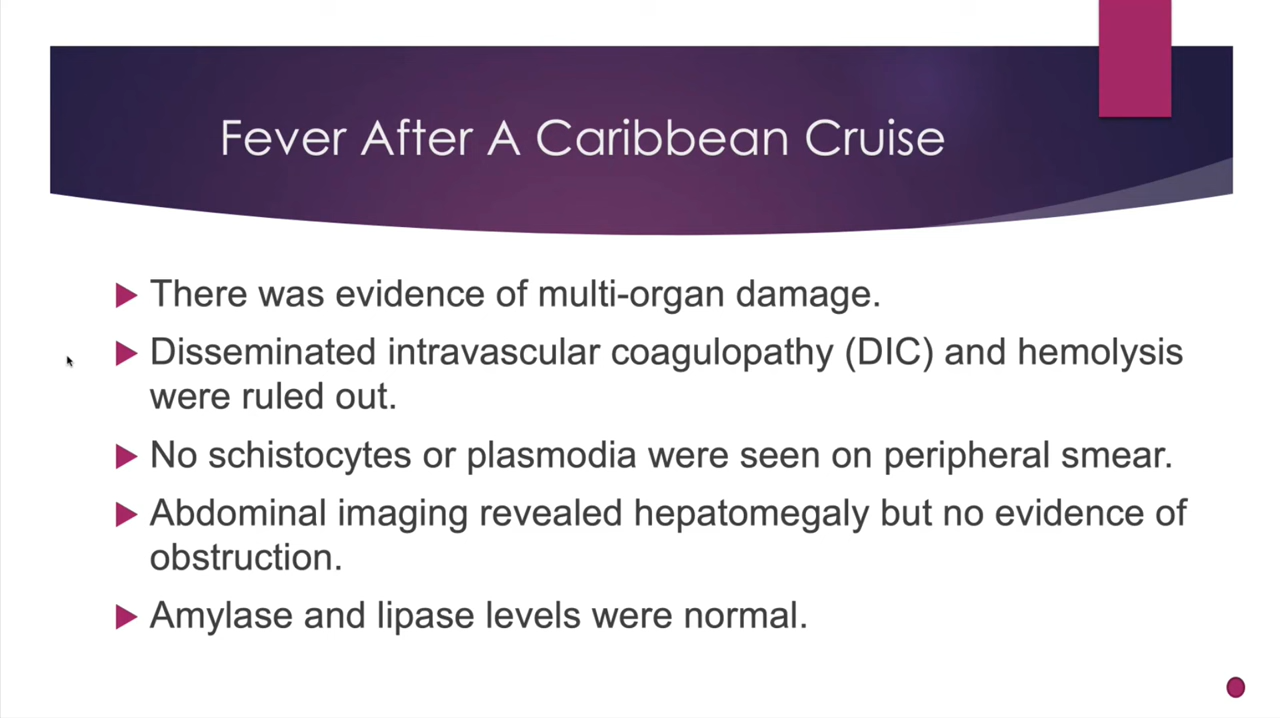 Fever After A Caribbean Cruise
There was evidence of multi-organ damage.
Disseminated intravascular coagulopathy (DIC) and hemolysis
were ruled out.
No schistocytes or plasmodia were seen on peripheral smear.
Abdominal imaging revealed hepatomegaly but no evidence of
obstruction.
Amylase and lipase levels were normal.